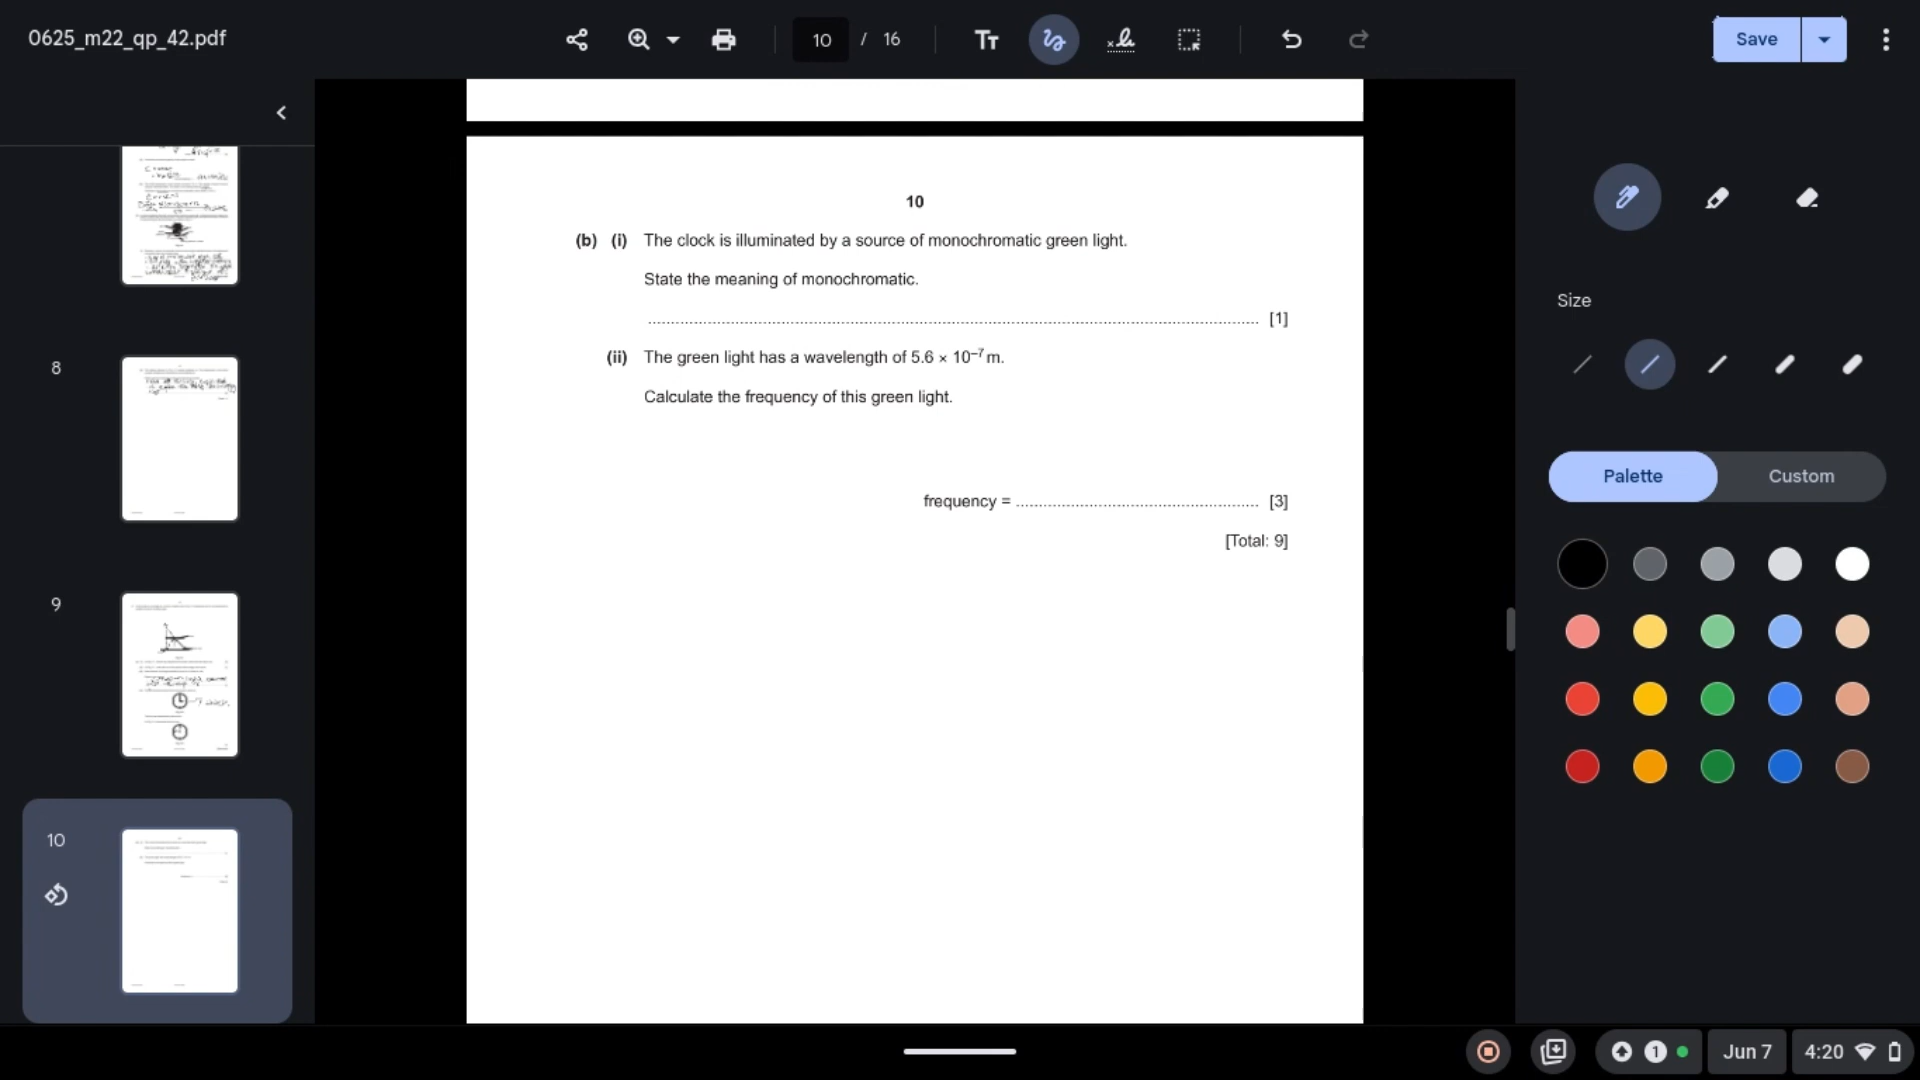 0625_m22_qp_42.pdf
10 / 16
Tт
Save
8
9
10
10
(b) (i) The clock is illuminated by a source of monochromatic green light.
State the meaning of monochromatic.
.......................................................................................................................................... [1]
(ii) The green light has a wavelength of 5.6 × 10⁻⁷ m.
Calculate the frequency of this green light.
frequency = ..................................................... [3]
[Total: 9]
Size
Palette
Custom
1
Jun 7
4:20